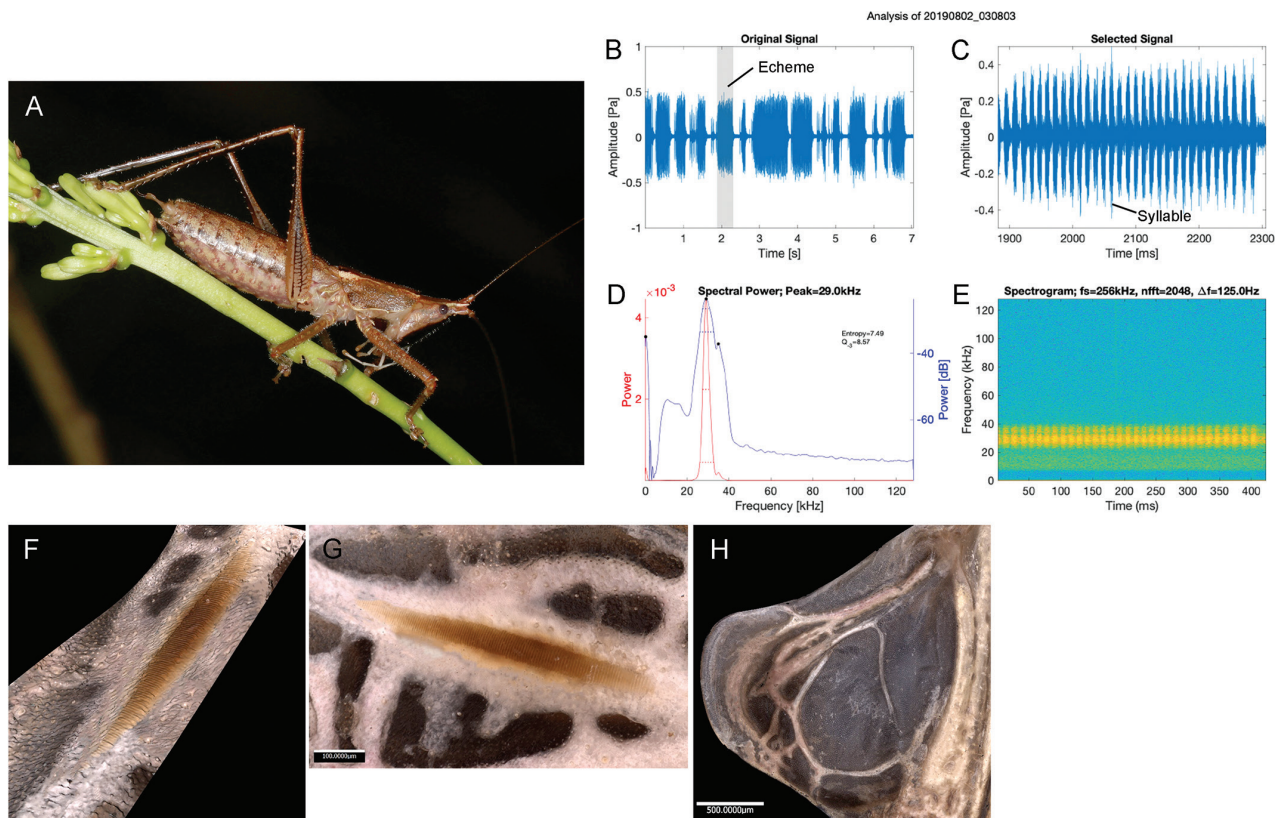 Analysis of 20190802_030803
A
B
Original Signal
Echeme
Amplitude [Pa]
1
0.5
0
-0.5
-1
1 2 3 4 5 6 7
Time [s]
C
Selected Signal
Syllable
Amplitude [Pa]
0.4
0.2
0
-0.2
-0.4
1900 2000 2100 2200 2300
Time [ms]
D
Spectral Power; Peak=29.0kHz
×10⁻³
4
2
Power
Entropy=7.49
Q₋₃=8.57
-40
-60
Power [dB]
0 20 40 60 80 100 120
Frequency [kHz]
E
Spectrogram; fs=256kHz, nfft=2048, Δf=125.0Hz
Frequency (kHz)
120
100
80
60
40
20
0
50 100 150 200 250 300 350 400
Time (ms)
F
G
100.0000μm
H
500.0000μm